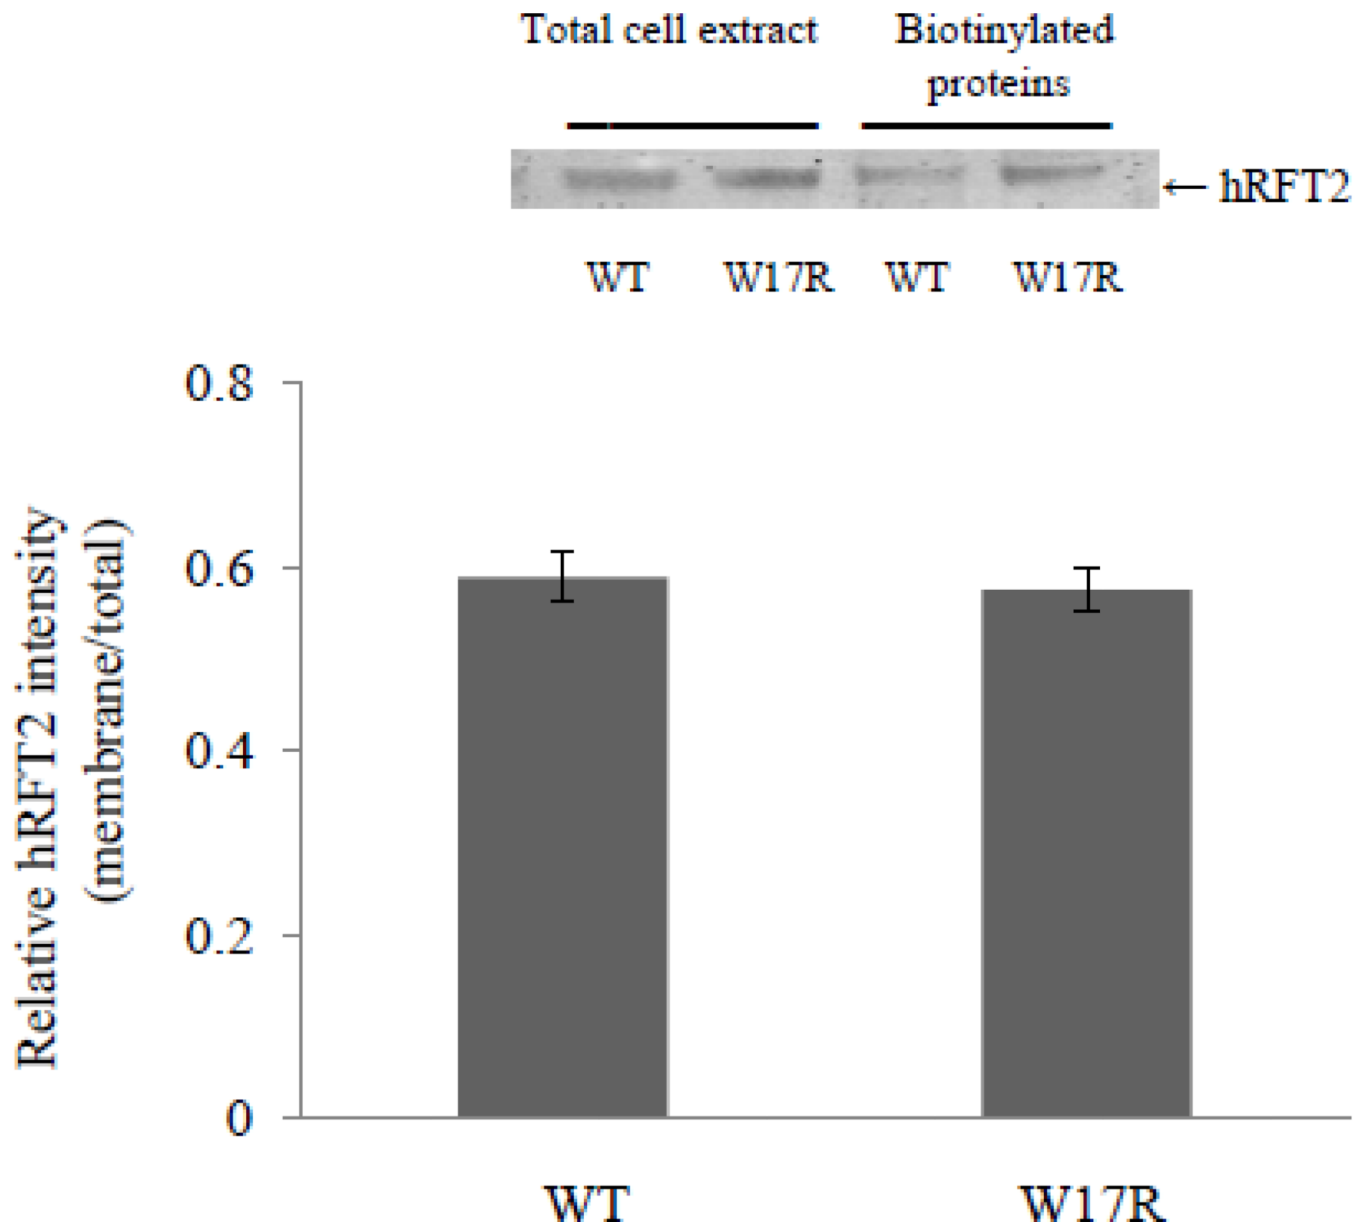 Total cell extract
Biotinylated
proteins
← hRFT2
WT
W17R
WT
W17R
0.8
0.6
0.4
0.2
0
Relative hRFT2 intensity
(membrane/total)
WT
W17R